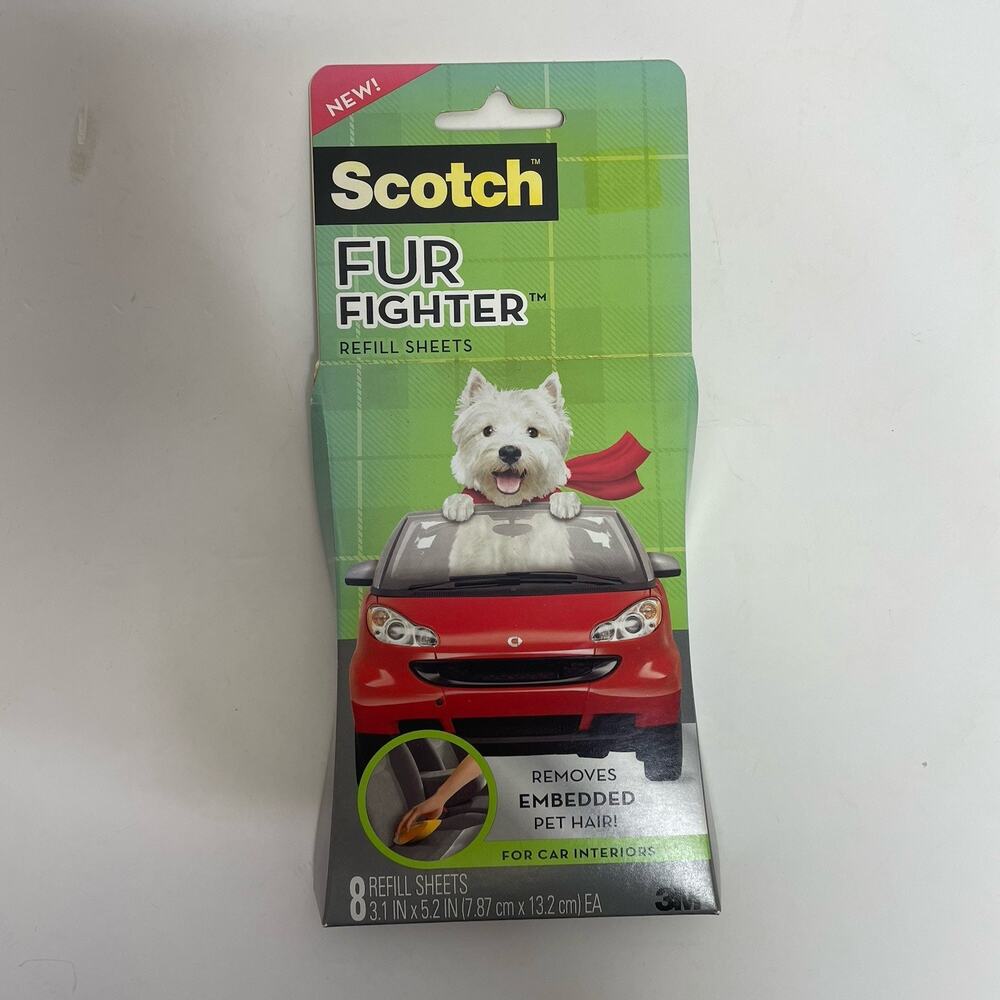 NEW!
Scotch™
FUR
FIGHTER™
REFILL SHEETS
REMOVES
EMBEDDED
PET HAIR!
FOR CAR INTERIORS
8 REFILL SHEETS
3.1 IN x 5.2 IN (7.87 cm x 13.2 cm) EA
3M